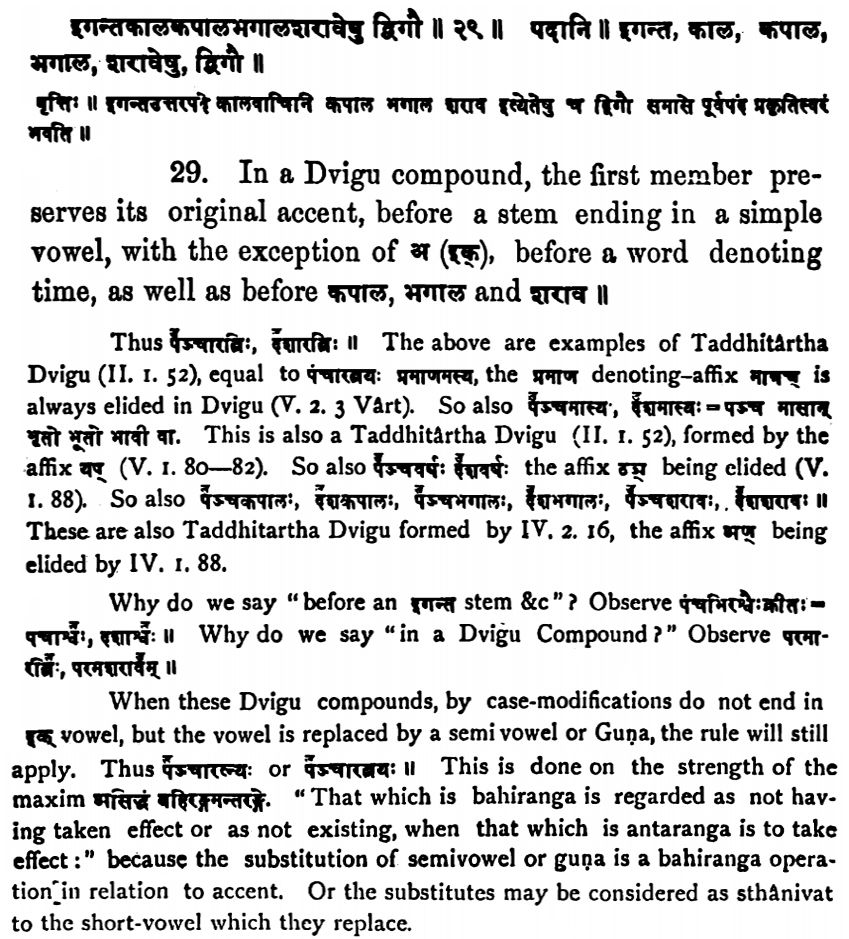 इगन्तकालकपालभगालशरावेषु द्विगौ ॥ २९ ॥ पदानि ॥ इगन्त, काल, कपाल,
भगाल, शरावेषु, द्विगौ ॥
वृत्तिः ॥ इगन्तउत्तरपदे कालवाचिनि कपाल भगाल शराव इत्येतेषु च द्विगौ समासे पूर्वपदं प्रकृतिस्वरं
भवति ॥
29. In a Dvigu compound, the first member pre-
serves its original accent, before a stem ending in a simple
vowel, with the exception of अ (इक्), before a word denoting
time, as well as before कपाल, भगाल and शराव ॥
Thus प॑ञ्चारत्निः, द॑शारत्निः ॥ The above are examples of Taddhitârtha
Dvigu (II. 1. 52), equal to पंचारत्नयः प्रमाणमस्य, the प्रमाण denoting-affix मात्रच् is
always elided in Dvigu (V. 2. 3 Vârt). So also प॑ञ्चमास्य, द॑शमास्यः = पञ्च मासान्
भृतो भूतो भावी वा. This is also a Taddhitârtha Dvigu (II. 1. 52), formed by the
affix यप् (V. 1. 80—82). So also प॑ञ्चवर्षः द॑शवर्षः the affix ठञ् being elided (V.
1. 88). So also प॑ञ्चकपालः, द॑शकपालः, प॑ञ्चभगालः, द॑शभगालः, प॑ञ्चशरावः, द॑शशरावः ॥
These are also Taddhitartha Dvigu formed by IV. 2. 16, the affix अण् being
elided by IV. 1. 88.
Why do we say "before an इगन्त stem &c"? Observe पंचभिरश्वैःक्रीतः=
पचाश्वः॑, दशाश्वः॑ ॥ Why do we say "in a Dvigu Compound?" Observe परमा-
रत्निः॑, परमशराव॑म् ॥
When these Dvigu compounds, by case-modifications do not end in
इक् vowel, but the vowel is replaced by a semivowel or Guṇa, the rule will still
apply. Thus प॑ञ्चारत्न्यः or प॑ञ्चारत्नयः ॥ This is done on the strength of the
maxim असिद्धं बहिरङ्गमन्तरङ्गे. "That which is bahiranga is regarded as not hav-
ing taken effect or as not existing, when that which is antaranga is to take
effect:" because the substitution of semivowel or guṇa is a bahiranga opera-
tion in relation to accent. Or the substitutes may be considered as sthânivat
to the short-vowel which they replace.